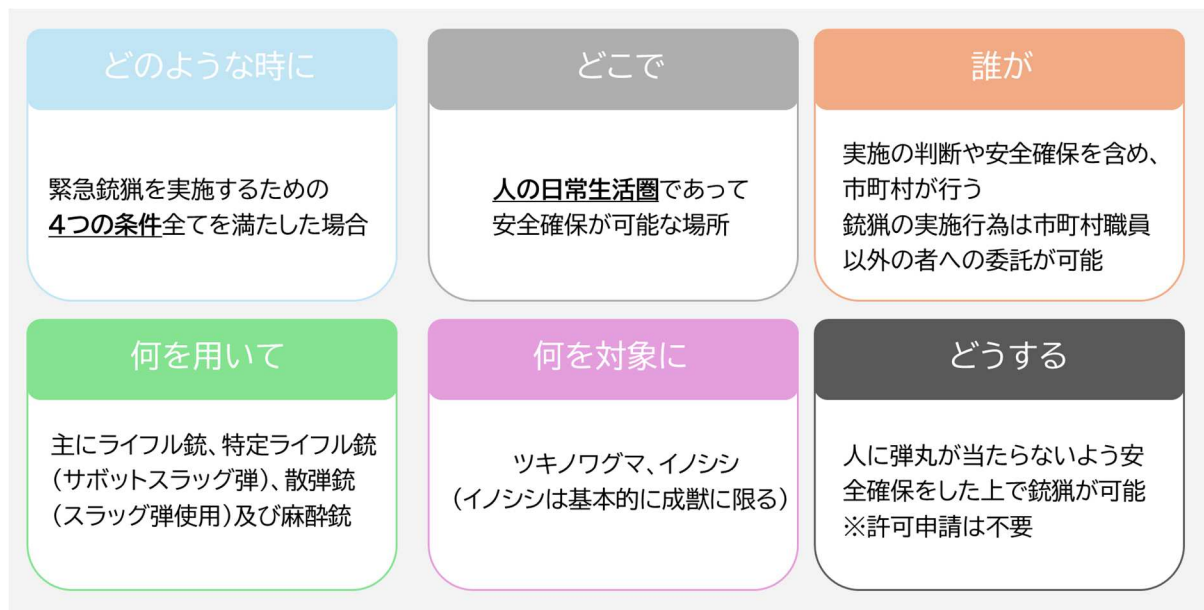 どのような時に
緊急銃猟を実施するための
4つの条件全てを満たした場合
どこで
人の日常生活圏であって
安全確保が可能な場所
誰が
実施の判断や安全確保を含め、
市町村が行う
銃猟の実施行為は市町村職員
以外の者への委託が可能
何を用いて
主にライフル銃、特定ライフル銃
(サボットスラッグ弾)、散弾銃
(スラッグ弾使用)及び麻酔銃
何を対象に
ツキノワグマ、イノシシ
(イノシシは基本的に成獣に限る)
どうする
人に弾丸が当たらないよう安
全確保をした上で銃猟が可能
※許可申請は不要